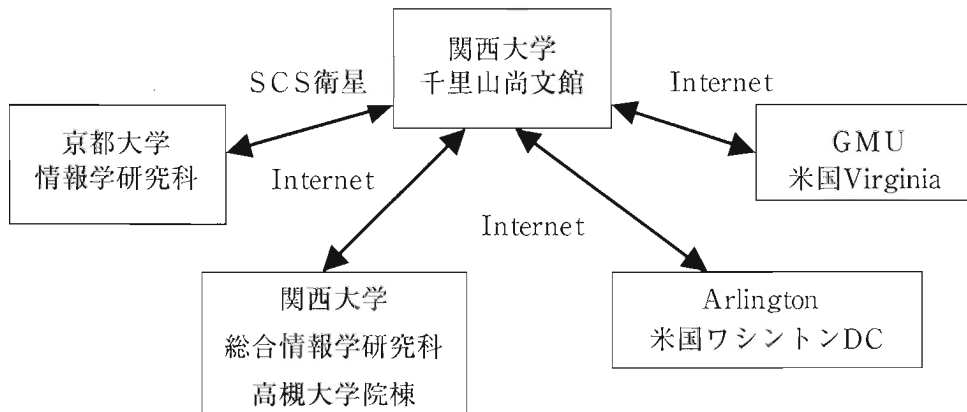 関西大学
千里山尚文館
SCS衛星
Internet
京都大学
情報学研究科
GMU
米国Virginia
Internet
Internet
関西大学
総合情報学研究科
高槻大学院棟
Arlington
米国ワシントンDC